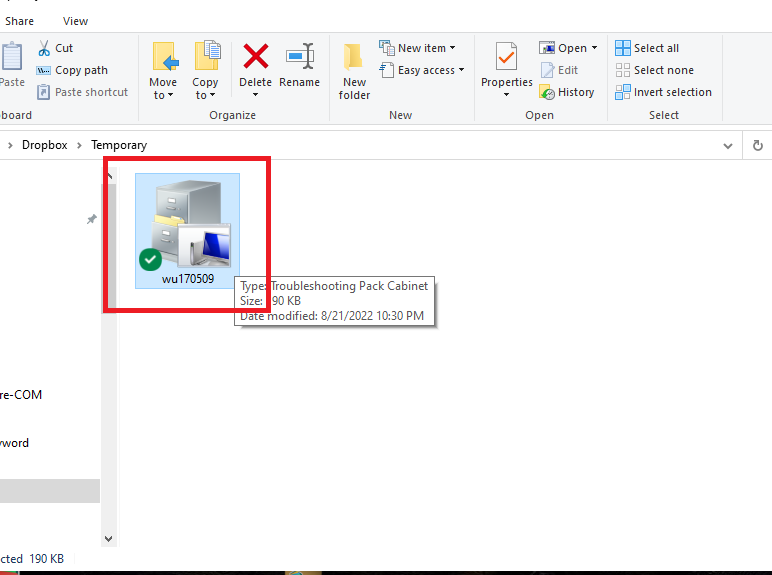 Share View
Cut
Copy path
Paste
Paste shortcut
board
Move to
Copy to
Delete
Rename
Organize
New folder
New item
Easy access
New
Properties
Open
Edit
History
Open
Select all
Select none
Invert selection
Select
Dropbox > Temporary
wu170509
Type: Troubleshooting Pack Cabinet
Size: 90 KB
Date modified: 8/21/2022 10:30 PM
re-COM
word
cted 190 KB